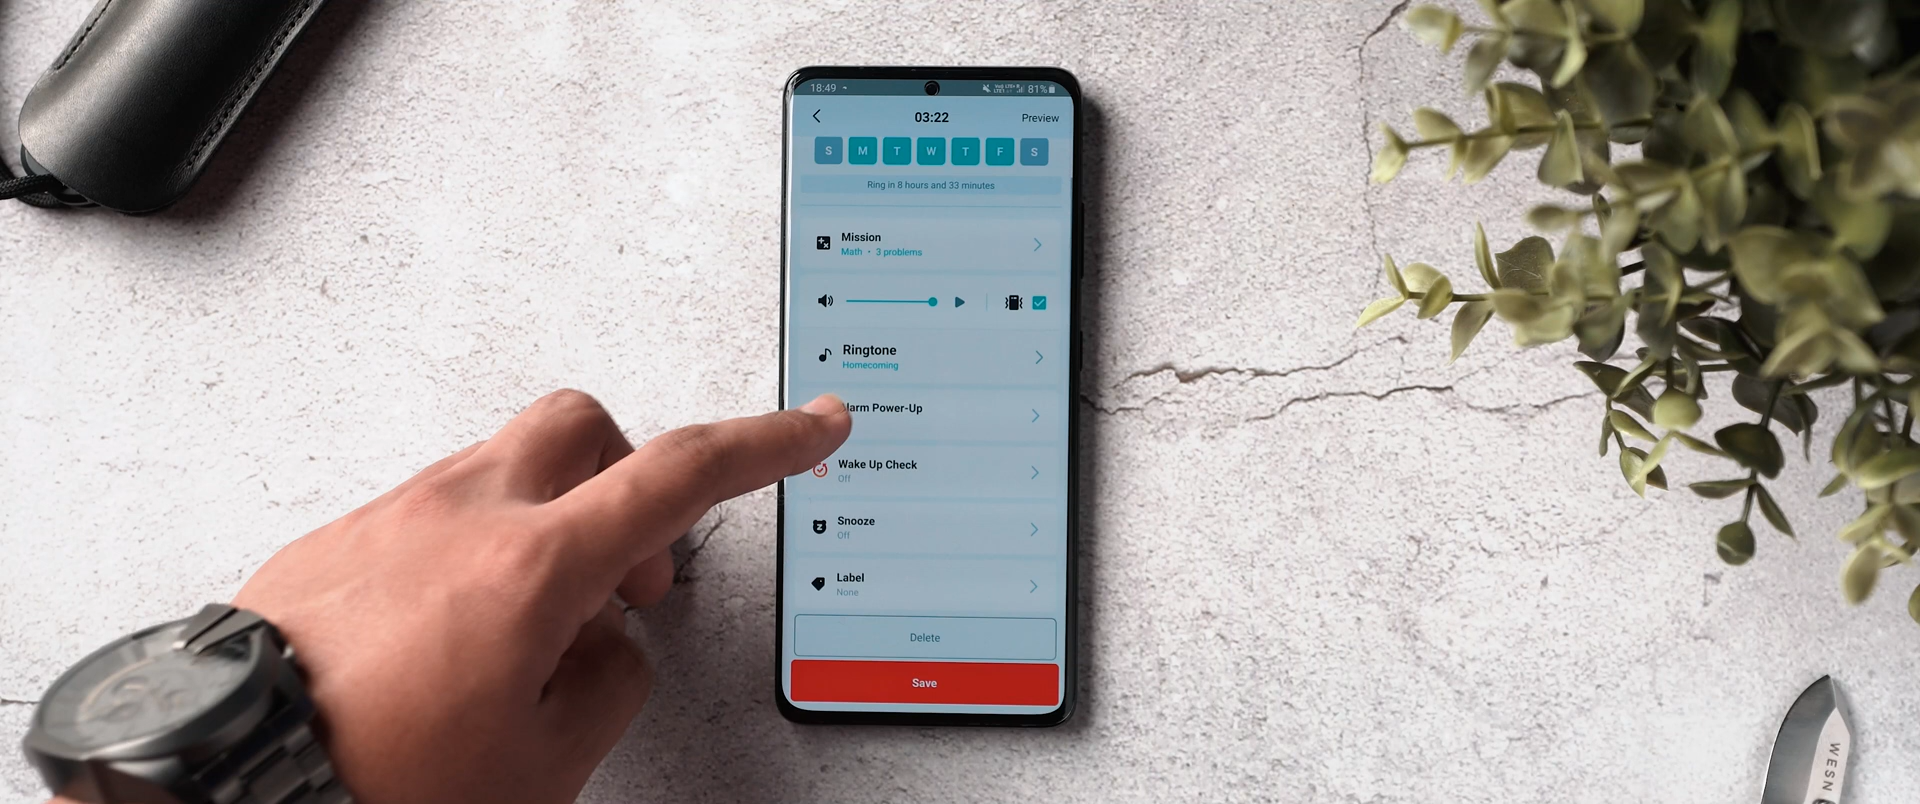 18:49
81%
03:22
Preview
S M T W T F S
Ring in 8 hours and 33 minutes
Mission
Math • 3 problems
Ringtone
Homecoming
larm Power-Up
Wake Up Check
Off
Snooze
Off
Label
None
Delete
Save
WESN